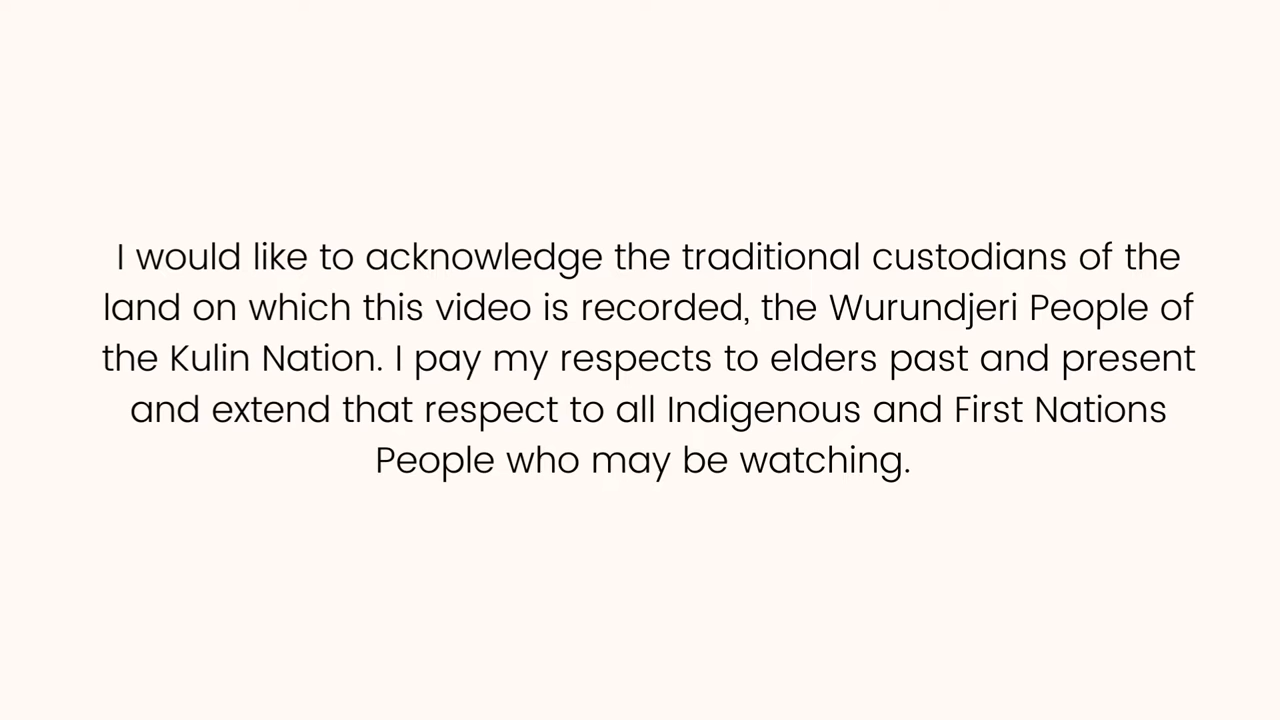 I would like to acknowledge the traditional custodians of the
land on which this video is recorded, the Wurundjeri People of
the Kulin Nation. I pay my respects to elders past and present
and extend that respect to all Indigenous and First Nations
People who may be watching.